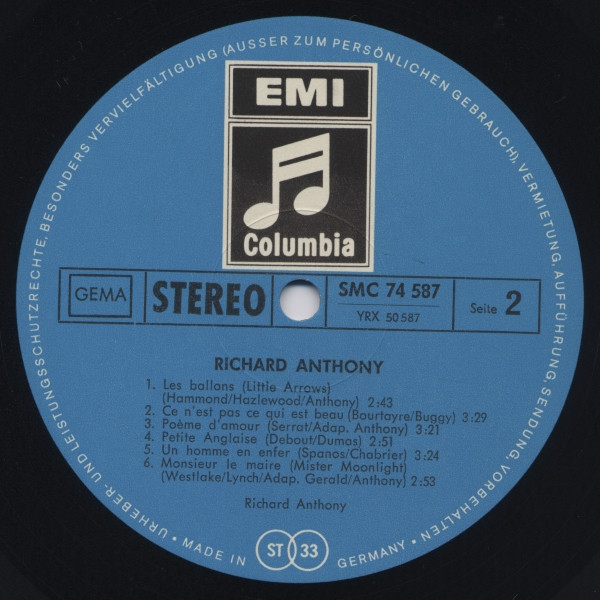 URHEBER- UND LEISTUNGSSCHUTZRECHTE, BESONDERS VERVIELFÄLTIGUNG (AUSSER ZUM PERSÖNLICHEN GEBRAUCH), VERMIETUNG, AUFFÜHRUNG, SENDUNG VORBEHALTEN •
EMI
Columbia
GEMA
STEREO
SMC 74 587
YRX 50 587
Seite 2
RICHARD ANTHONY
1. Les ballons (Little Arrows)
(Hammond/Hazlewood/Anthony) 2:43
2. Ce n'est pas ce qui est beau (Bourtayre/Buggy) 3:29
3. Poème d'amour (Serrat/Adap. Anthony) 3:21
4. Petite Anglaise (Debout/Dumas) 2:51
5. Un homme en enfer (Spanos/Chabrier) 3:24
6. Monsieur le maire (Mister Moonlight)
(Westlake/Lynch/Adap. Gerald/Anthony) 2:53
Richard Anthony
• MADE IN
ST 33
GERMANY •